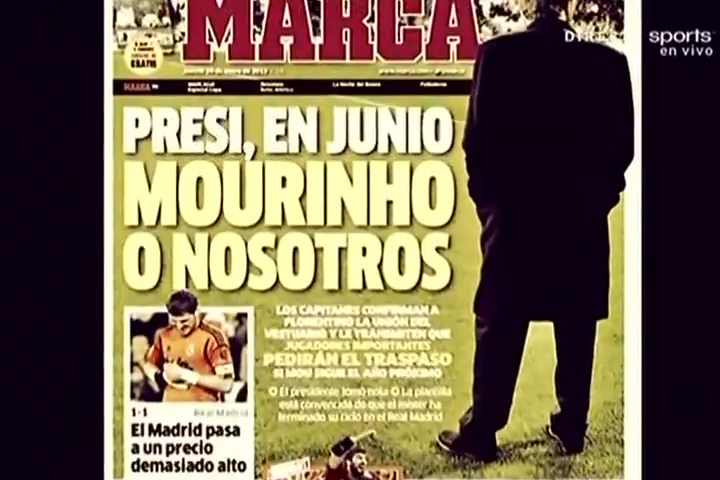 MARCA
sports
en vivo
GRATIS
PRESI, EN JUNIO
MOURINHO
O NOSOTROS
LOS CAPITANES CONFIRMAN A
FLORENTINO LA UNIÓN DEL
VESTUARIO Y LE TRANSMITEN QUE
JUGADORES IMPORTANTES
PEDIRÁN EL TRASPASO
SI MOU SIGUE EL AÑO PRÓXIMO
El presidente tomó nota La plantilla
está convencida de que el míster ha
terminado su ciclo en el Real Madrid
1-1 Real Madrid
El Madrid pasa
a un precio
demasiado alto